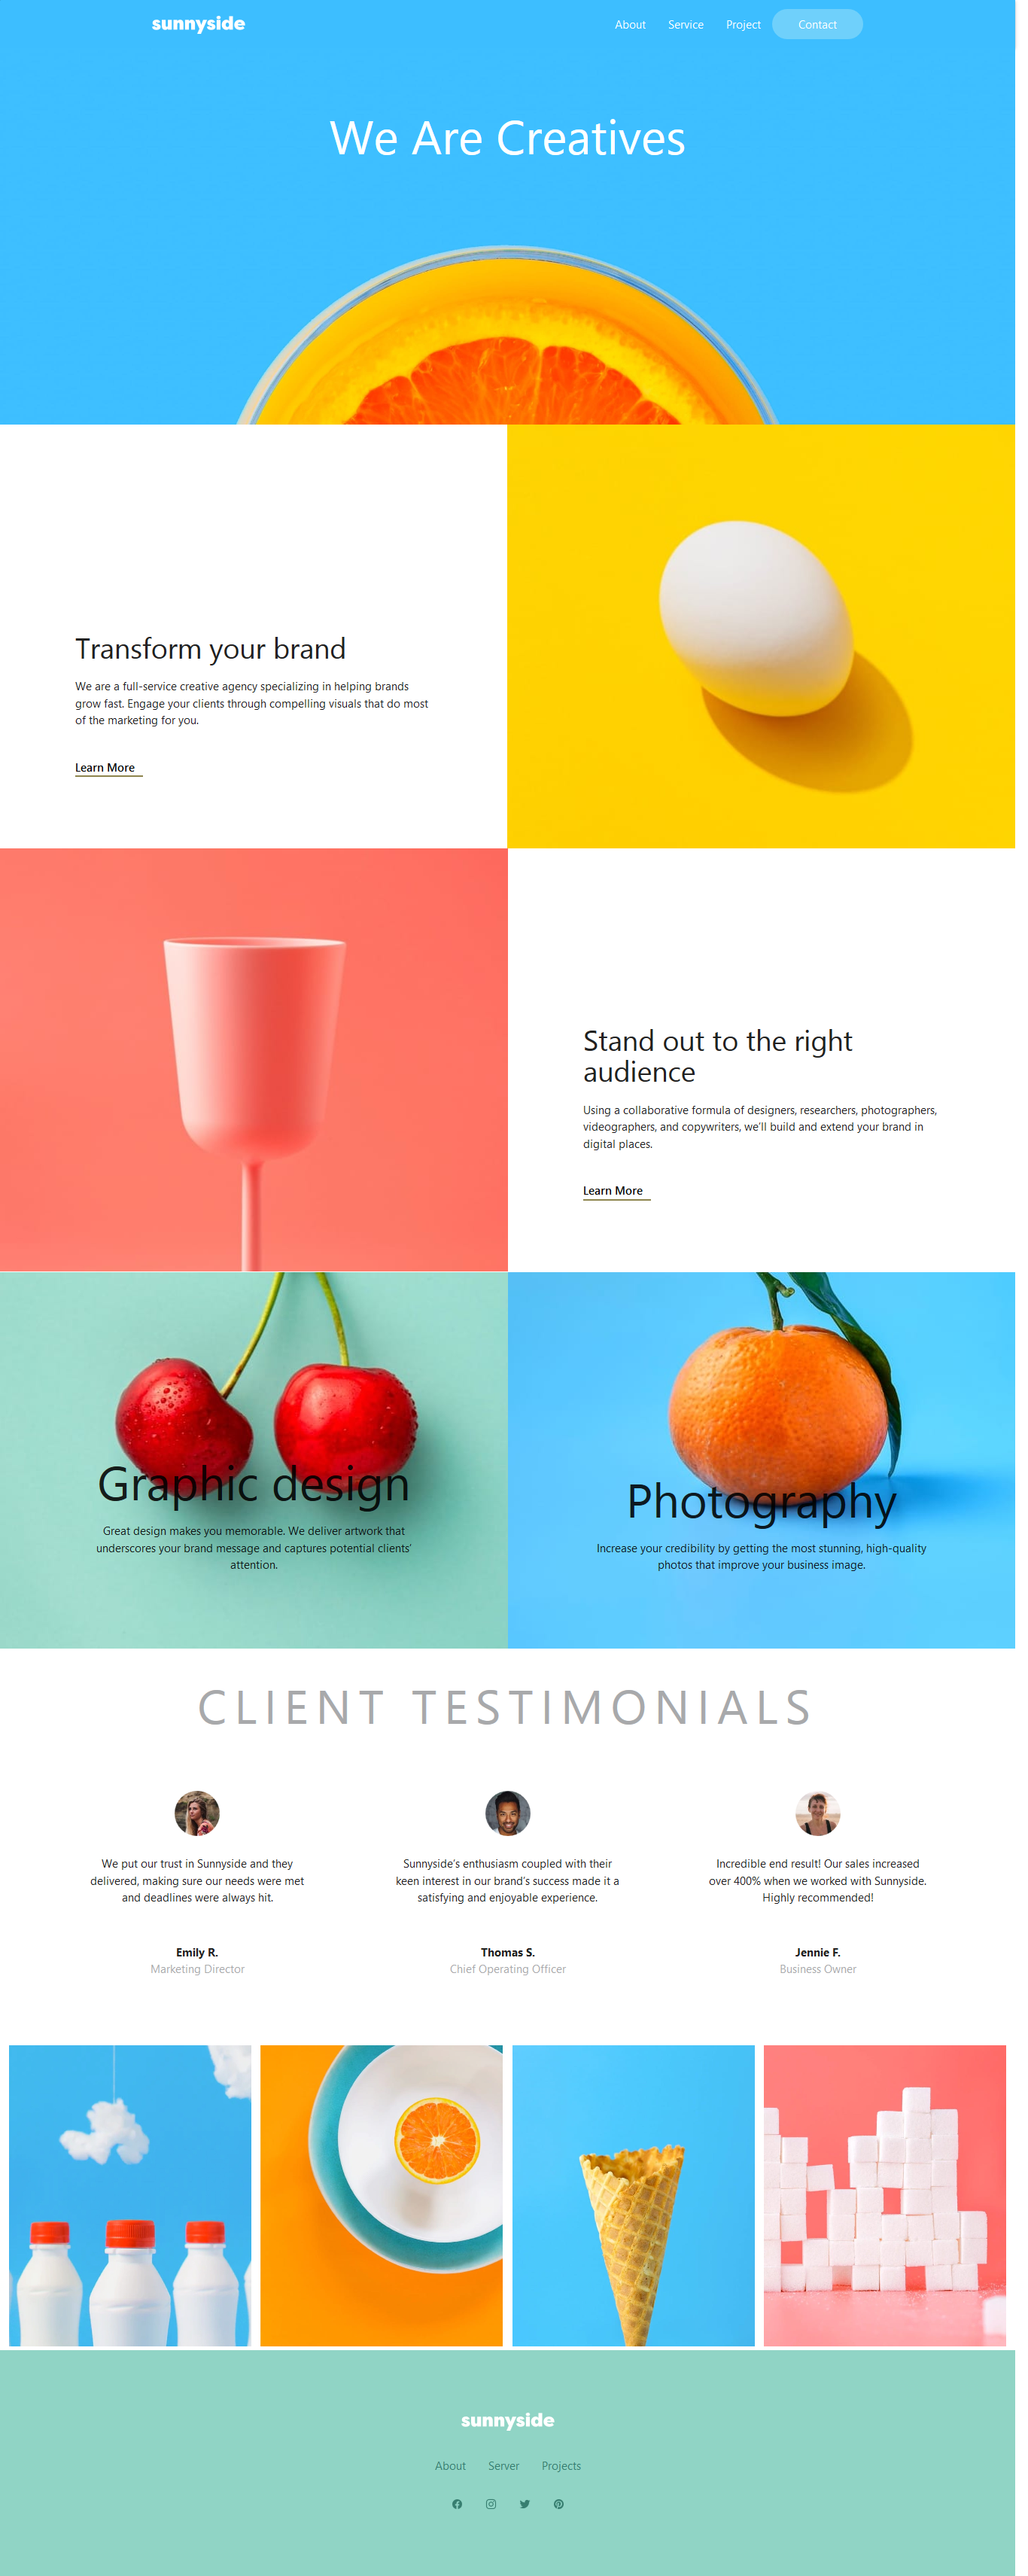 sunnyside
About Service Project Contact
We Are Creatives
Transform your brand
We are a full-service creative agency specializing in helping brands
grow fast. Engage your clients through compelling visuals that do most
of the marketing for you.
Learn More
Stand out to the right
audience
Using a collaborative formula of designers, researchers, photographers,
videographers, and copywriters, we'll build and extend your brand in
digital places.
Learn More
Graphic design
Great design makes you memorable. We deliver artwork that
underscores your brand message and captures potential clients'
attention.
Photography
Increase your credibility by getting the most stunning, high-quality
photos that improve your business image.
CLIENT TESTIMONIALS
We put our trust in Sunnyside and they
delivered, making sure our needs were met
and deadlines were always hit.
Emily R.
Marketing Director
Sunnyside's enthusiasm coupled with their
keen interest in our brand's success made it a
satisfying and enjoyable experience.
Thomas S.
Chief Operating Officer
Incredible end result! Our sales increased
over 400% when we worked with Sunnyside.
Highly recommended!
Jennie F.
Business Owner
sunnyside
About Server Projects